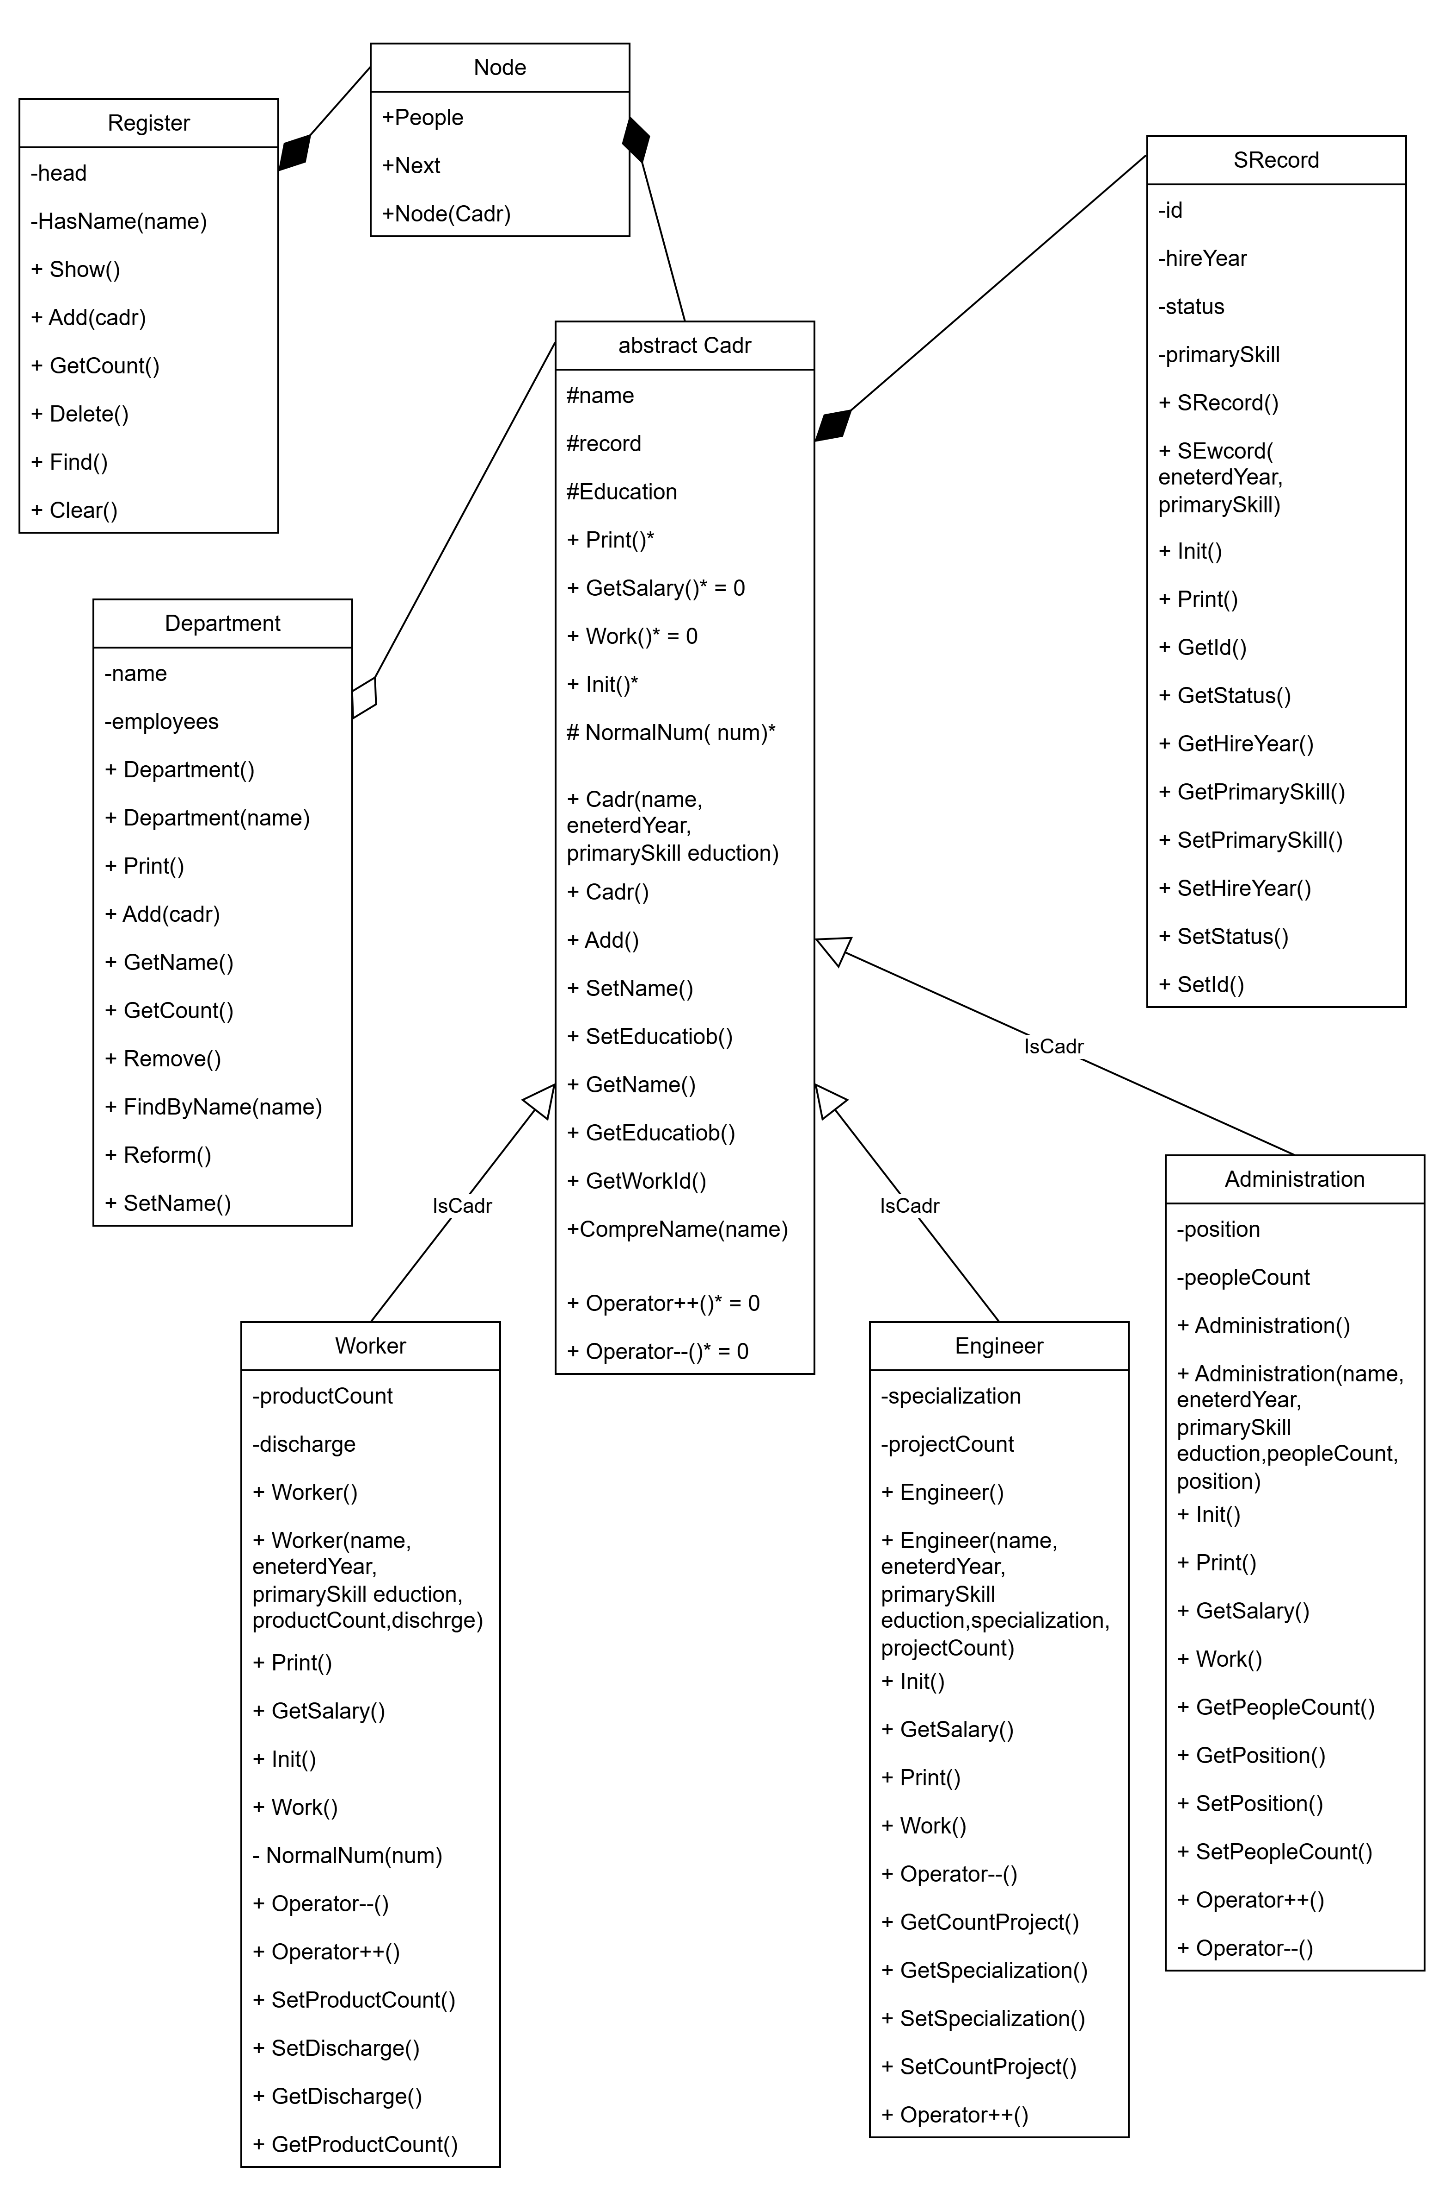 Node
+People
+Next
+Node(Cadr)
Register
-head
-HasName(name)
+ Show()
+ Add(cadr)
+ GetCount()
+ Delete()
+ Find()
+ Clear()
SRecord
-id
-hireYear
-status
-primarySkill
+ SRecord()
+ SEwcord(
eneterdYear,
primarySkill)
+ Init()
+ Print()
+ GetId()
+ GetStatus()
+ GetHireYear()
+ GetPrimarySkill()
+ SetPrimarySkill()
+ SetHireYear()
+ SetStatus()
+ SetId()
abstract Cadr
#name
#record
#Education
+ Print()*
+ GetSalary()* = 0
+ Work()* = 0
+ Init()*
# NormalNum( num)*
+ Cadr(name,
eneterdYear,
primarySkill eduction)
+ Cadr()
+ Add()
+ SetName()
+ SetEducatiob()
+ GetName()
+ GetEducatiob()
+ GetWorkId()
+CompreName(name)
+ Operator++()* = 0
+ Operator--()* = 0
Department
-name
-employees
+ Department()
+ Department(name)
+ Print()
+ Add(cadr)
+ GetName()
+ GetCount()
+ Remove()
+ FindByName(name)
+ Reform()
+ SetName()
IsCadr
IsCadr
IsCadr
Worker
-productCount
-discharge
+ Worker()
+ Worker(name,
eneterdYear,
primarySkill eduction,
productCount,dischrge)
+ Print()
+ GetSalary()
+ Init()
+ Work()
- NormalNum(num)
+ Operator--()
+ Operator++()
+ SetProductCount()
+ SetDischarge()
+ GetDischarge()
+ GetProductCount()
Engineer
-specialization
-projectCount
+ Engineer()
+ Engineer(name,
eneterdYear,
primarySkill
eduction,specialization,
projectCount)
+ Init()
+ GetSalary()
+ Print()
+ Work()
+ Operator--()
+ GetCountProject()
+ GetSpecialization()
+ SetSpecialization()
+ SetCountProject()
+ Operator++()
Administration
-position
-peopleCount
+ Administration()
+ Administration(name,
eneterdYear,
primarySkill
eduction,peopleCount,
position)
+ Init()
+ Print()
+ GetSalary()
+ Work()
+ GetPeopleCount()
+ GetPosition()
+ SetPosition()
+ SetPeopleCount()
+ Operator++()
+ Operator--()